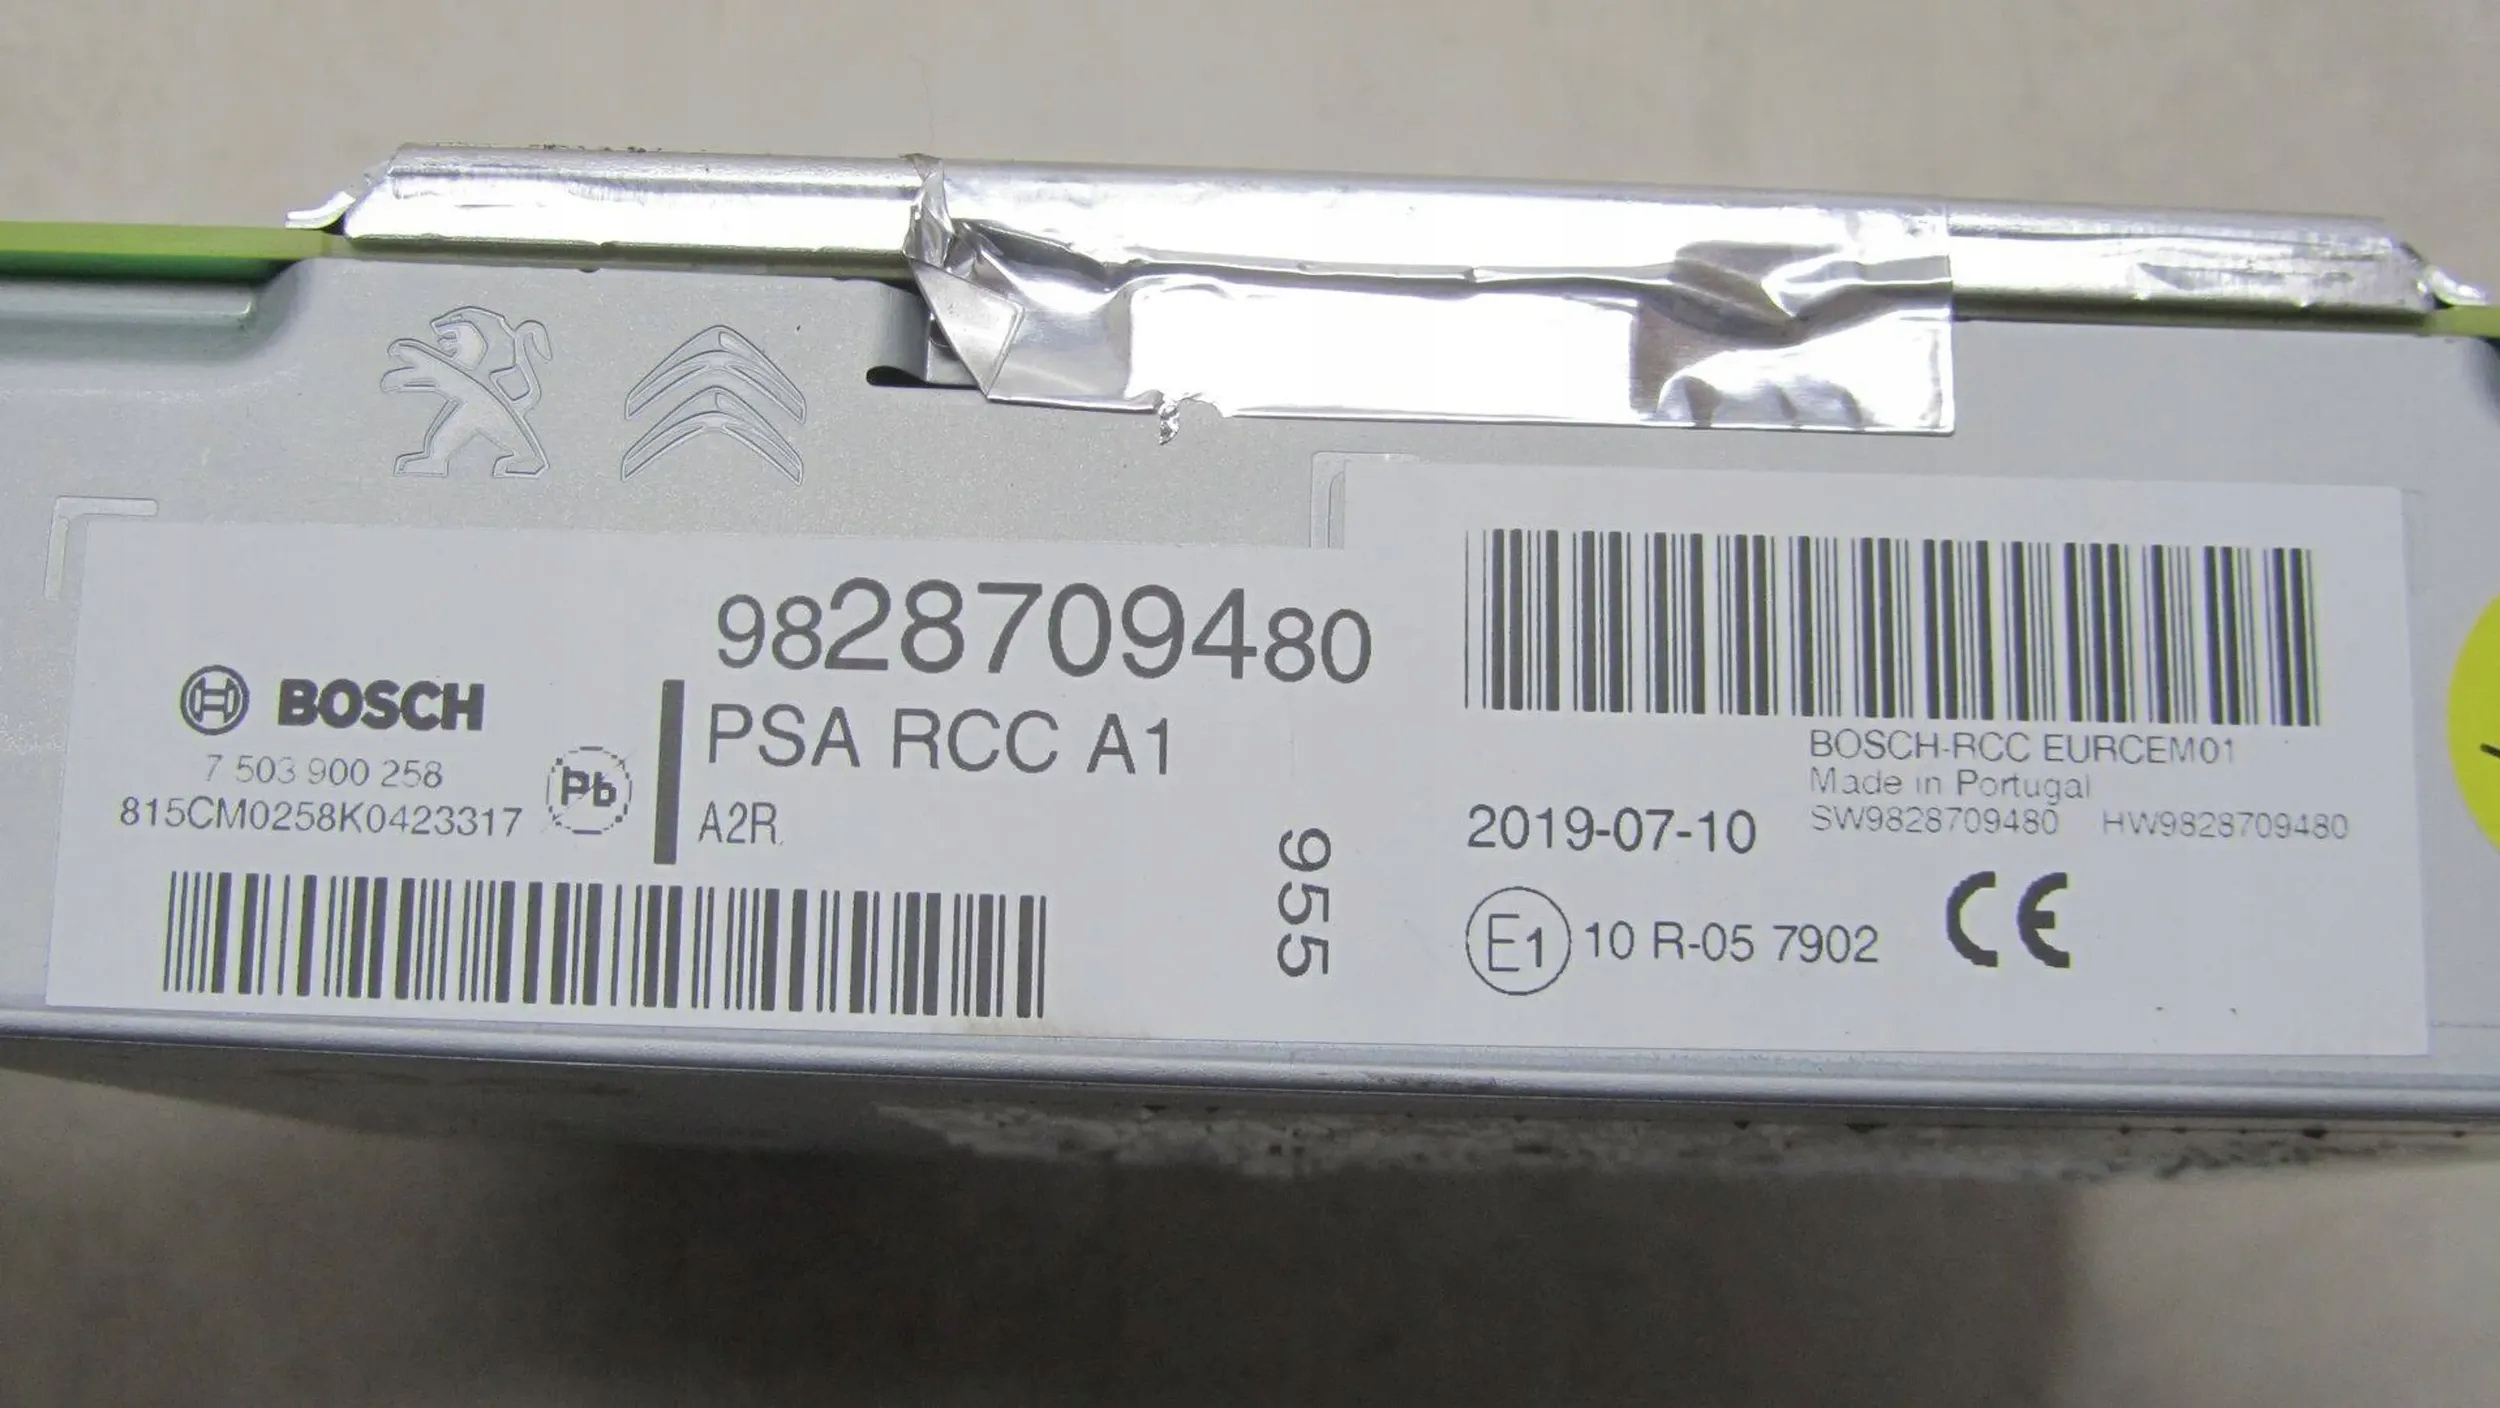 9828709480
BOSCH
PSA RCC A1
7 503 900 258
Pb
815CM0258K0423317
A2R
955
BOSCH-RCC EURCEM01
Made in Portugal
2019-07-10
SW9828709480 HW9828709480
E1 10 R-05 7902
CE